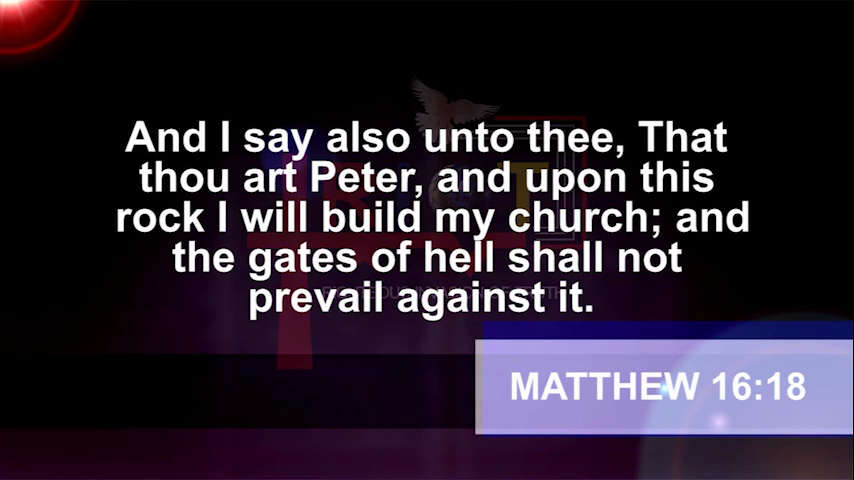 And I say also unto thee, That
thou art Peter, and upon this
rock I will build my church; and
the gates of hell shall not
prevail against it.
MATTHEW 16:18